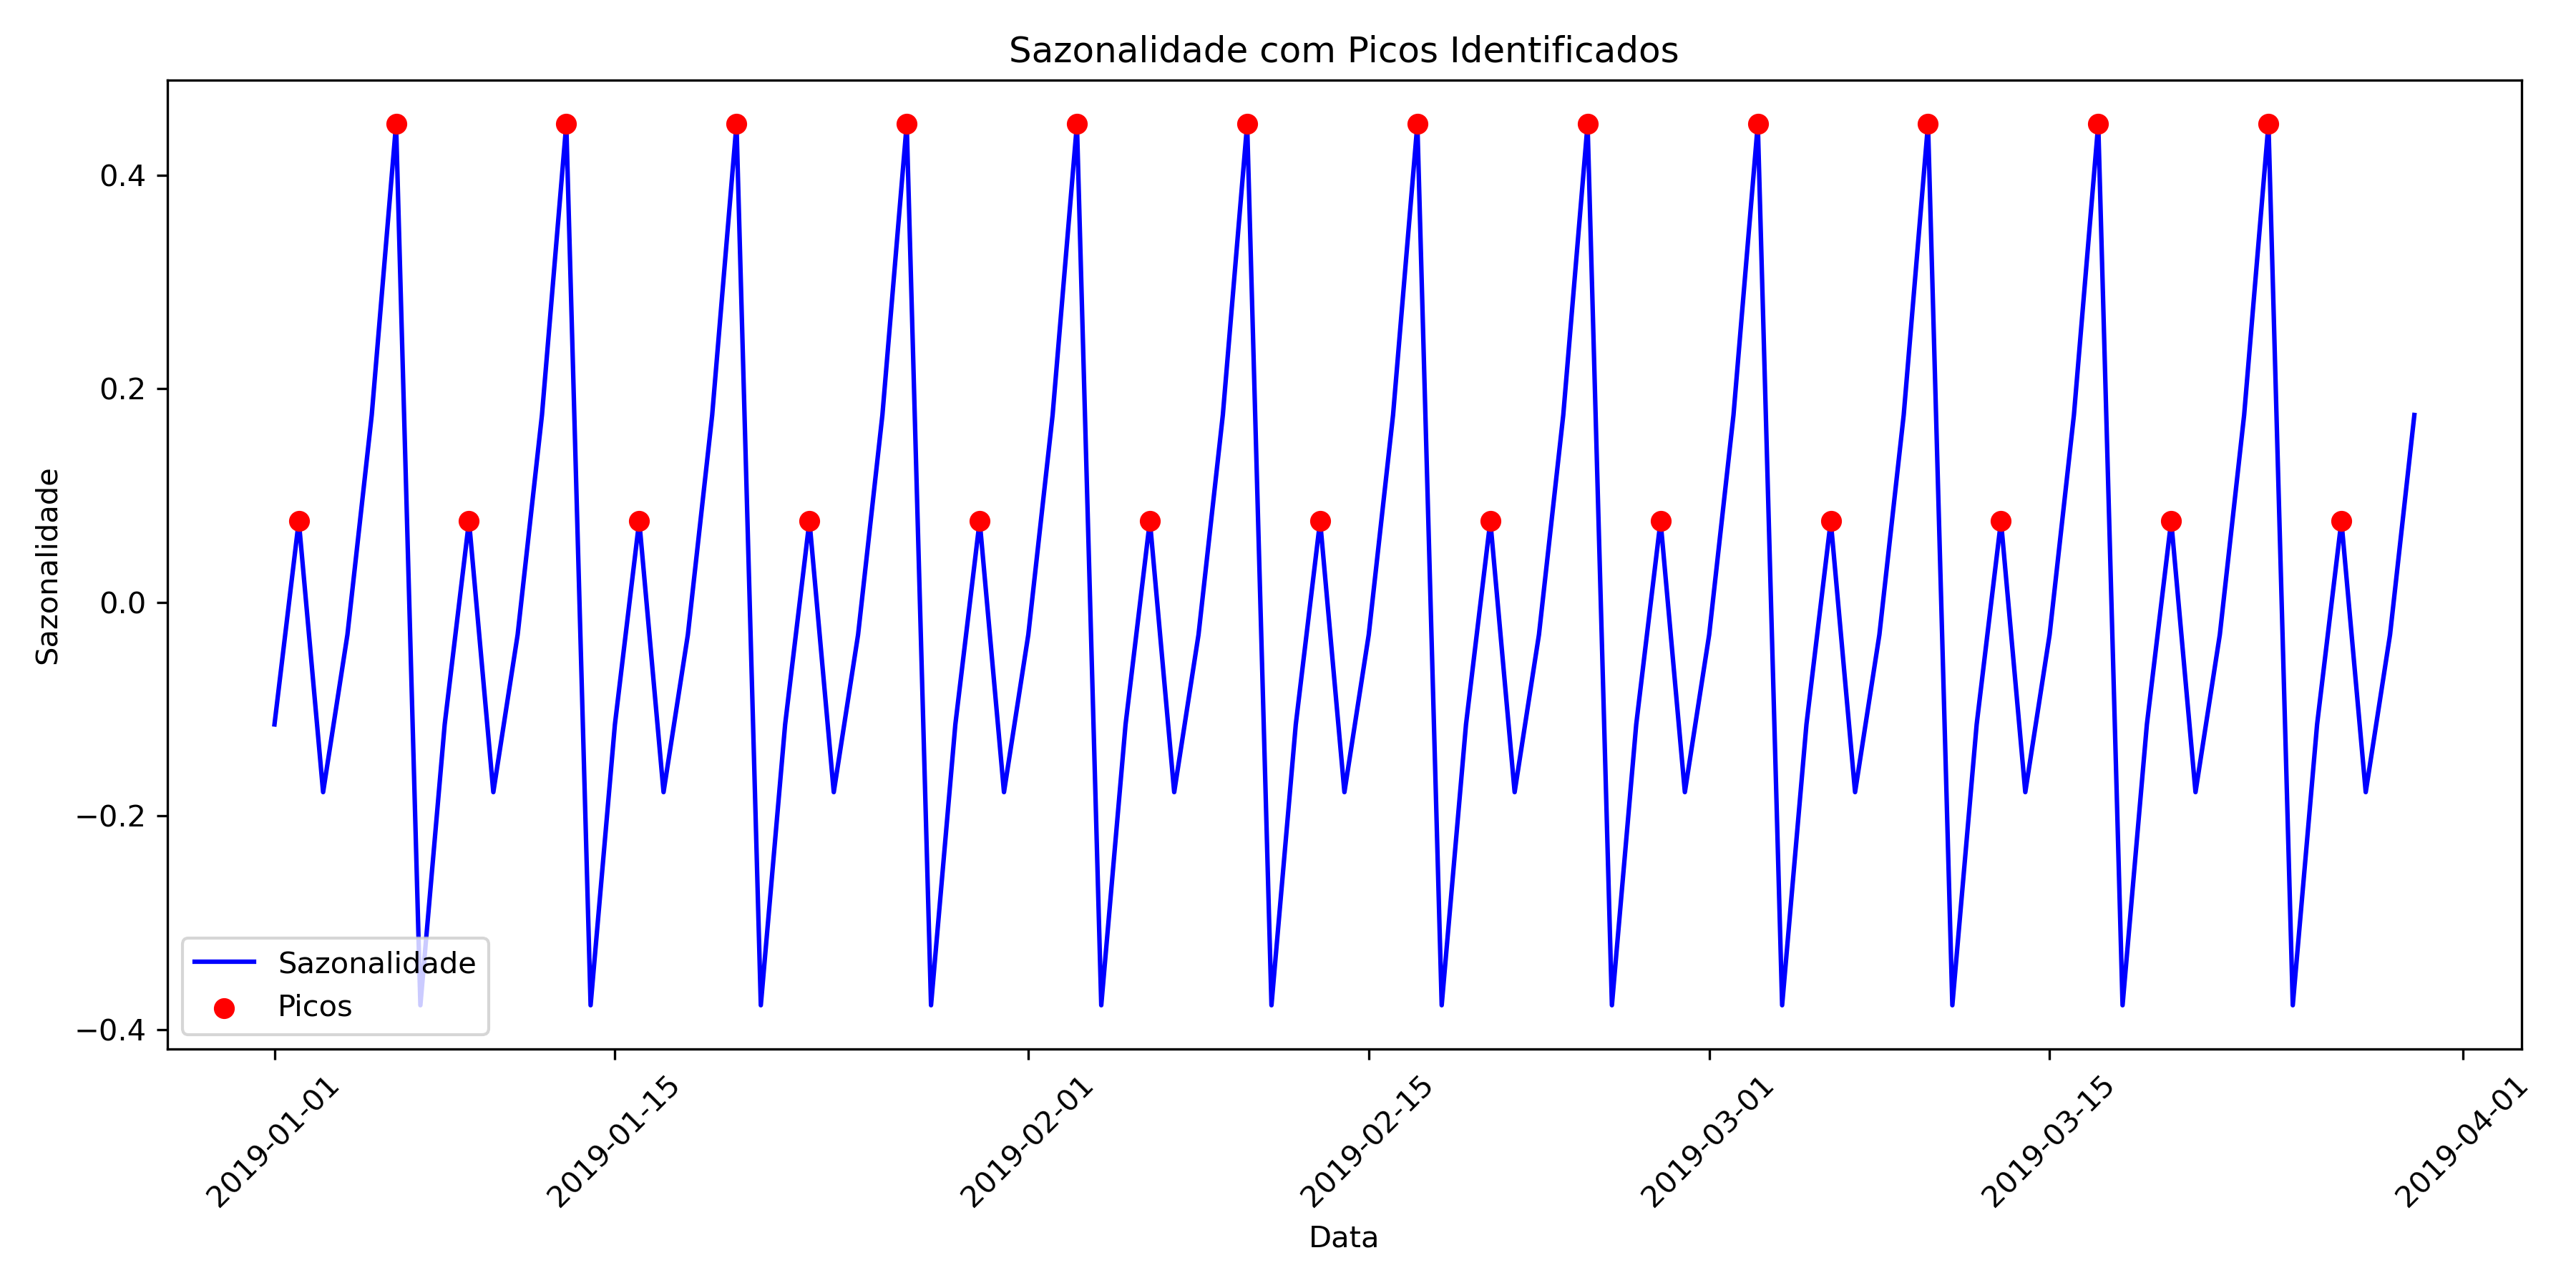 Sazonalidade com Picos Identificados
Sazonalidade
0.4
0.2
0.0
−0.2
−0.4
Sazonalidade
Picos
2019-01-01
2019-01-15
2019-02-01
2019-02-15
2019-03-01
2019-03-15
2019-04-01
Data